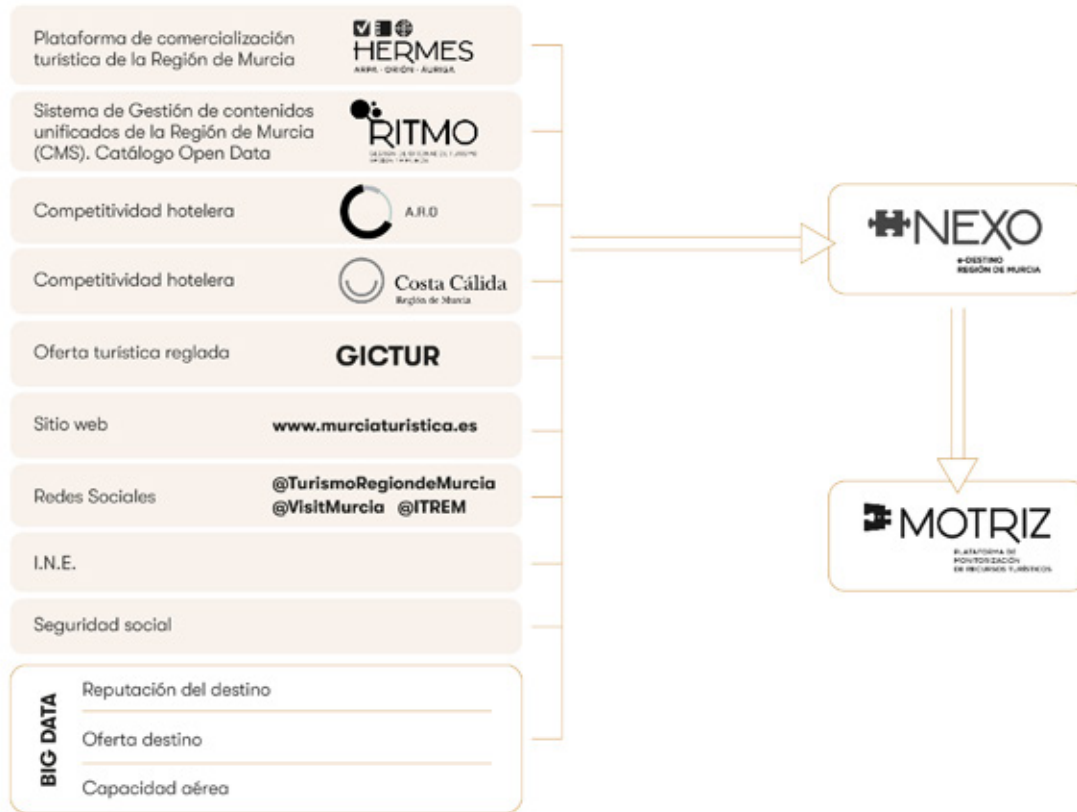 Plataforma de comercialización
turística de la Región de Murcia
HERMES
ARPA · ORIÓN · ÁURIGA
Sistema de Gestión de contenidos
unificados de la Región de Murcia
(CMS). Catálogo Open Data
RITMO
Competitividad hotelera
A.R.O
Competitividad hotelera
Costa Cálida
Región de Murcia
Oferta turística reglada
GICTUR
Sitio web
www.murciaturistica.es
Redes Sociales
@TurismoRegiondeMurcia
@VisitMurcia @ITREM
I.N.E.
Seguridad social
BIG DATA
Reputación del destino
Oferta destino
Capacidad aérea
NEXO
e-DESTINO
REGIÓN DE MURCIA
MOTRIZ
PLATAFORMA DE
MONITORIZACIÓN
DE RECURSOS TURÍSTICOS